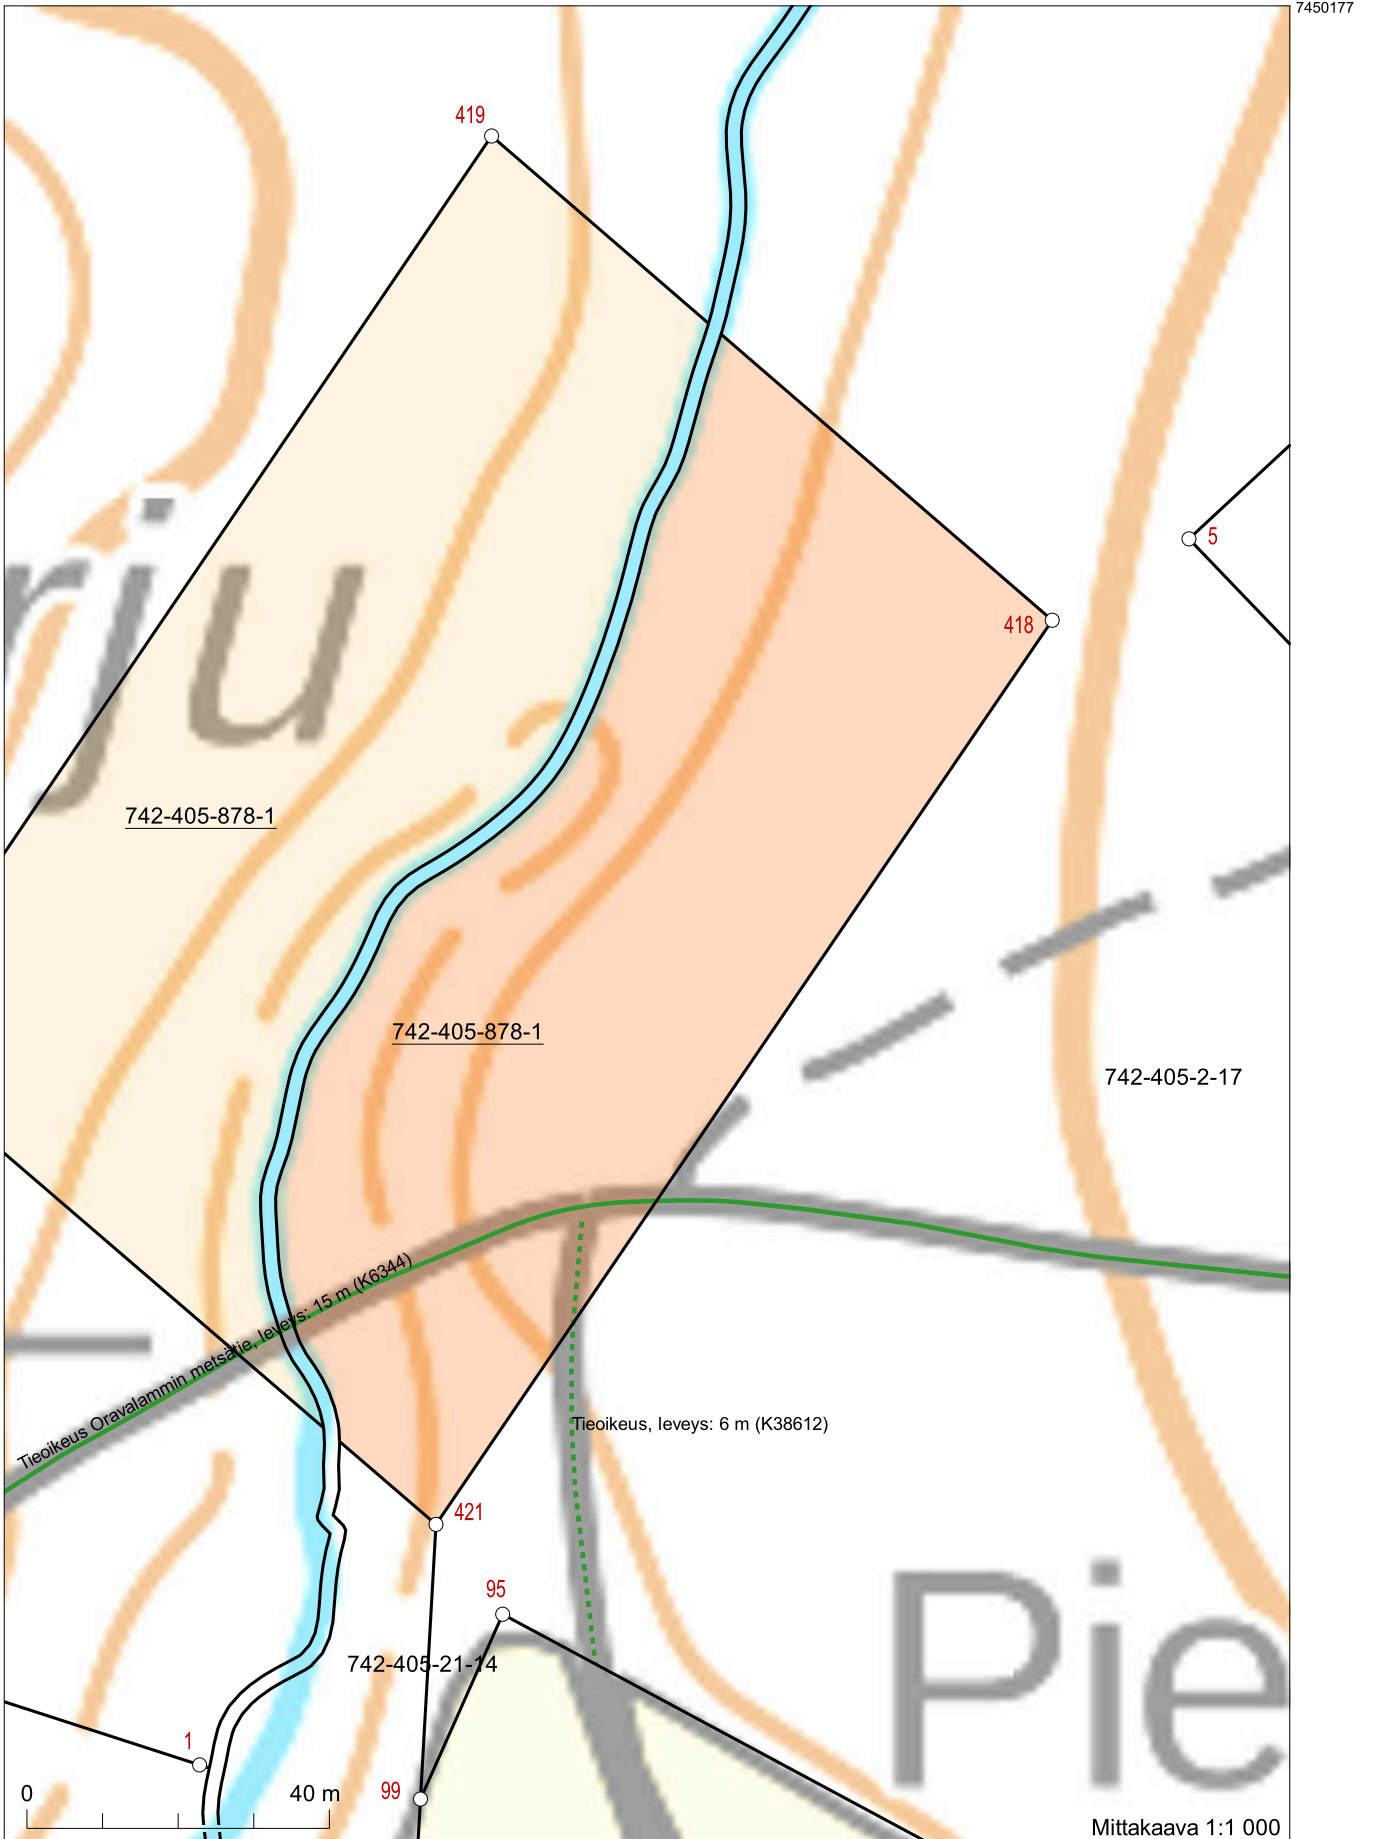 7450177
419
rju
5
418
742-405-878-1
742-405-878-1
742-405-2-17
Tieoikeus Oravalammin metsätie, leveys: 15 m (K6344)
Tieoikeus, leveys: 6 m (K38612)
421
95
742-405-21-14
Pie
1
99
0 40 m
Mittakaava 1:1 000